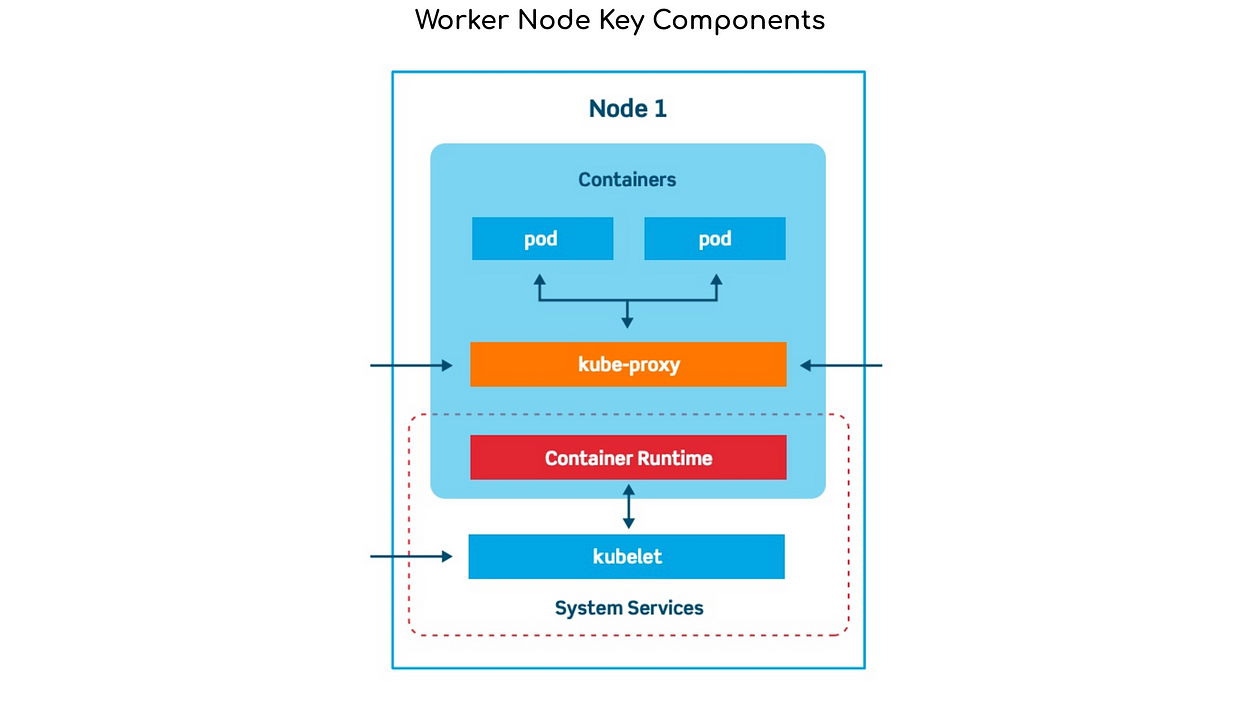 Worker Node Key Components
Node 1
Containers
pod
pod
kube-proxy
Container Runtime
kubelet
System Services